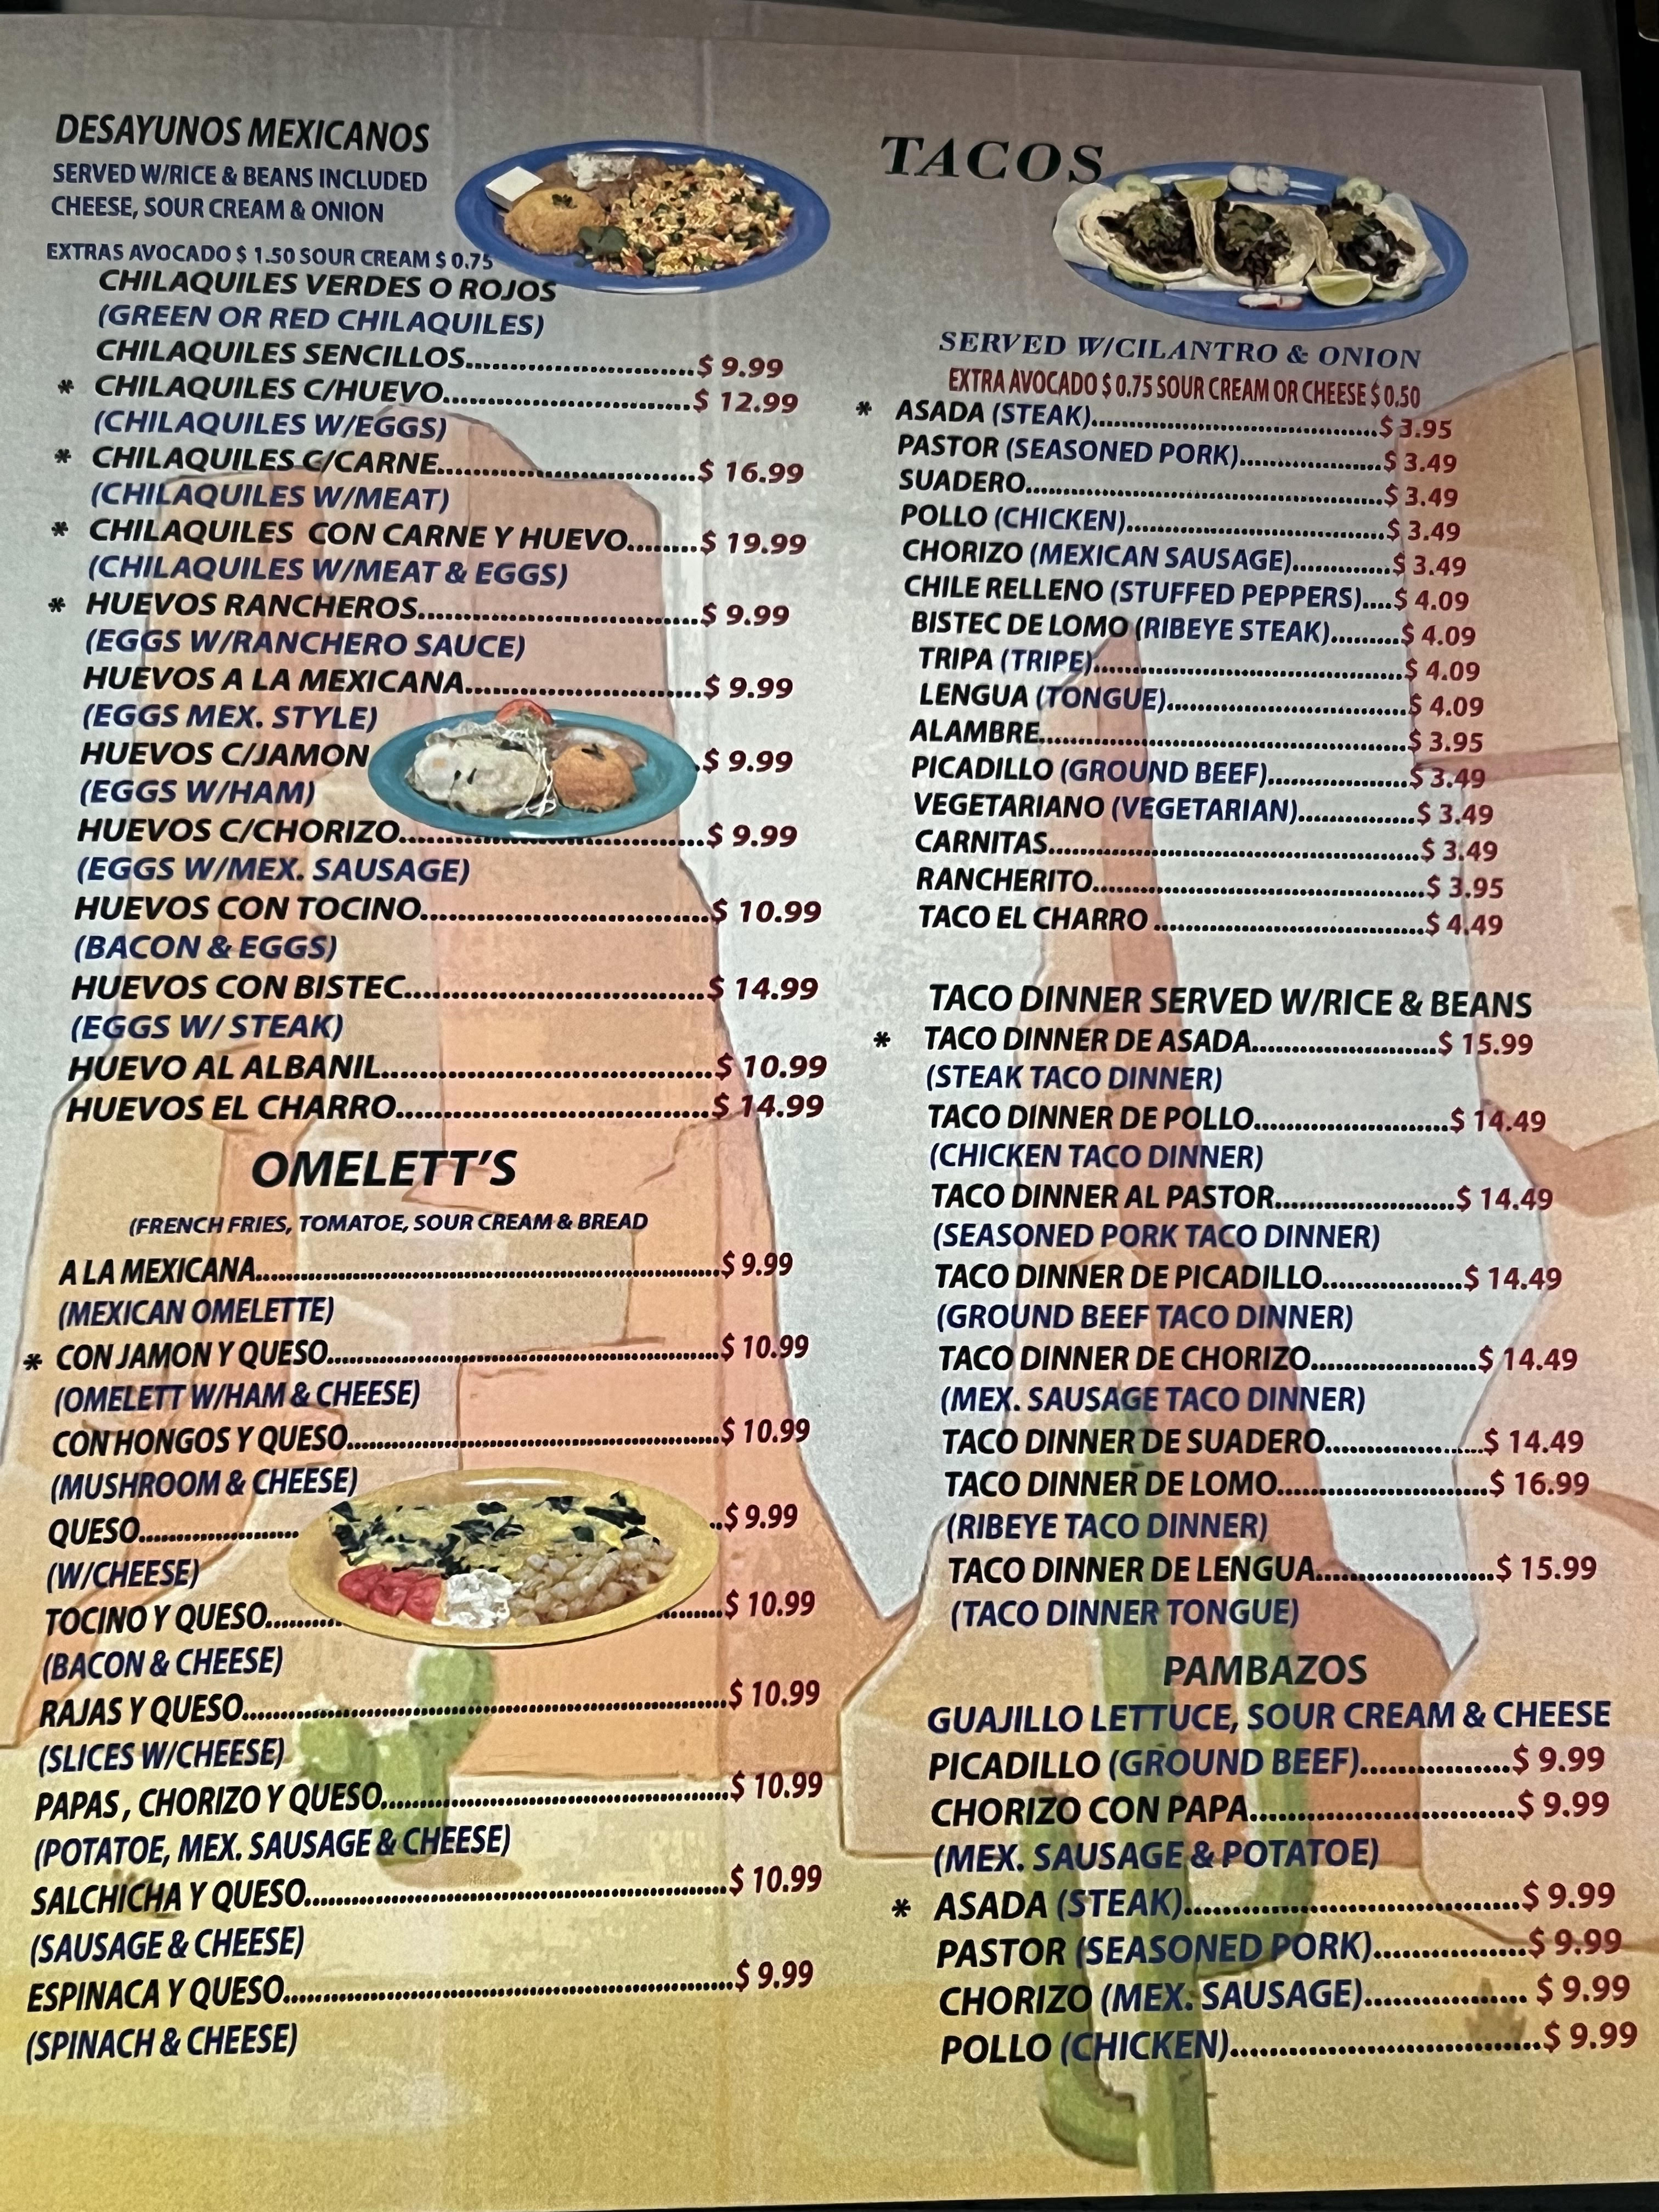 DESAYUNOS MEXICANOS
SERVED W/RICE & BEANS INCLUDED
CHEESE, SOUR CREAM & ONION
EXTRAS AVOCADO $ 1.50 SOUR CREAM $ 0.75
CHILAQUILES VERDES O ROJOS
(GREEN OR RED CHILAQUILES)
CHILAQUILES SENCILLOS..............................$ 9.99
* CHILAQUILES C/HUEVO................................$ 12.99
(CHILAQUILES W/EGGS)
* CHILAQUILES C/CARNE.................................$ 16.99
(CHILAQUILES W/MEAT)
* CHILAQUILES CON CARNE Y HUEVO........$ 19.99
(CHILAQUILES W/MEAT & EGGS)
* HUEVOS RANCHEROS....................................$ 9.99
(EGGS W/RANCHERO SAUCE)
HUEVOS A LA MEXICANA..............................$ 9.99
(EGGS MEX. STYLE)
HUEVOS C/JAMON .$ 9.99
(EGGS W/HAM)
HUEVOS C/CHORIZO.......................................$ 9.99
(EGGS W/MEX. SAUSAGE)
HUEVOS CON TOCINO.....................................$ 10.99
(BACON & EGGS)
HUEVOS CON BISTEC.......................................$ 14.99
(EGGS W/ STEAK)
HUEVO AL ALBANIL...........................................$ 10.99
HUEVOS EL CHARRO.........................................$ 14.99
OMELETT'S
(FRENCH FRIES, TOMATOE, SOUR CREAM & BREAD
A LA MEXICANA..........................................................................$ 9.99
(MEXICAN OMELETTE)
* CON JAMON Y QUESO..............................................................$ 10.99
(OMELETT W/HAM & CHEESE)
CON HONGOS Y QUESO...........................................................$ 10.99
(MUSHROOM & CHEESE)
QUESO......................... ..$ 9.99
(W/CHEESE)
TOCINO Y QUESO............ ...........$ 10.99
(BACON & CHEESE)
RAJAS Y QUESO..............................................................................$ 10.99
(SLICES W/CHEESE)
PAPAS , CHORIZO Y QUESO........................................................$ 10.99
(POTATOE, MEX. SAUSAGE & CHEESE)
SALCHICHA Y QUESO....................................................................$ 10.99
(SAUSAGE & CHEESE)
ESPINACA Y QUESO.......................................................................$ 9.99
(SPINACH & CHEESE)
TACOS
SERVED W/CILANTRO & ONION
EXTRA AVOCADO $ 0.75 SOUR CREAM OR CHEESE $ 0.50
* ASADA (STEAK)................................................$ 3.95
PASTOR (SEASONED PORK).......................$ 3.49
SUADERO...........................................................$ 3.49
POLLO (CHICKEN)...........................................$ 3.49
CHORIZO (MEXICAN SAUSAGE)................$ 3.49
CHILE RELLENO (STUFFED PEPPERS)....$ 4.09
BISTEC DE LOMO (RIBEYE STEAK)..........$ 4.09
TRIPA (TRIPE)...................................................$ 4.09
LENGUA (TONGUE).......................................$ 4.09
ALAMBRE...........................................................$ 3.95
PICADILLO (GROUND BEEF)......................$ 3.49
VEGETARIANO (VEGETARIAN)..................$ 3.49
CARNITAS............................................................$ 3.49
RANCHERITO......................................................$ 3.95
TACO EL CHARRO ............................................$ 4.49
TACO DINNER SERVED W/RICE & BEANS
* TACO DINNER DE ASADA..............................$ 15.99
(STEAK TACO DINNER)
TACO DINNER DE POLLO...............................$ 14.49
(CHICKEN TACO DINNER)
TACO DINNER AL PASTOR............................$ 14.49
(SEASONED PORK TACO DINNER)
TACO DINNER DE PICADILLO......................$ 14.49
(GROUND BEEF TACO DINNER)
TACO DINNER DE CHORIZO..........................$ 14.49
(MEX. SAUSAGE TACO DINNER)
TACO DINNER DE SUADERO........................$ 14.49
TACO DINNER DE LOMO.................................$ 16.99
(RIBEYE TACO DINNER)
TACO DINNER DE LENGUA............................$ 15.99
(TACO DINNER TONGUE)
PAMBAZOS
GUAJILLO LETTUCE, SOUR CREAM & CHEESE
PICADILLO (GROUND BEEF)......................$ 9.99
CHORIZO CON PAPA.......................................$ 9.99
(MEX. SAUSAGE & POTATOE)
* ASADA (STEAK)..................................................$ 9.99
PASTOR (SEASONED PORK)......................$ 9.99
CHORIZO (MEX. SAUSAGE)....................... $ 9.99
POLLO (CHICKEN)..............................................$ 9.99